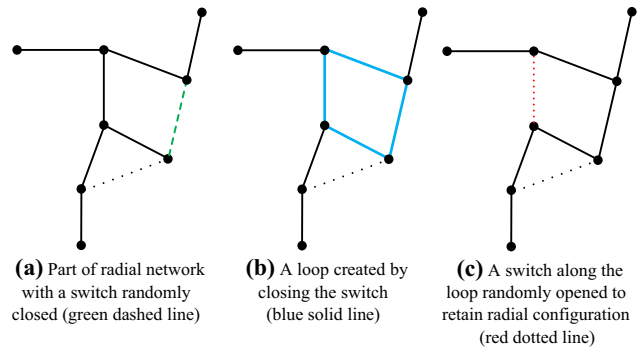 (a) Part of radial network
with a switch randomly
closed (green dashed line)
(b) A loop created by
closing the switch
(blue solid line)
(c) A switch along the
loop randomly opened to
retain radial configuration
(red dotted line)